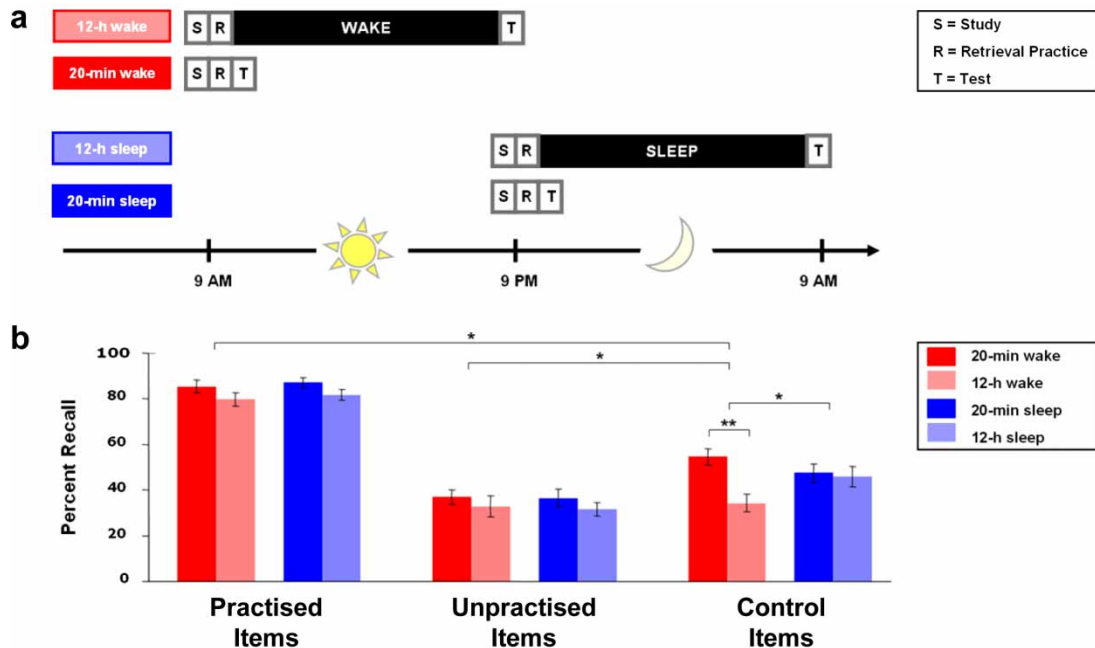 a
12-h wake
S R WAKE T
S = Study
R = Retrieval Practice
T = Test
20-min wake
S R T
12-h sleep
S R SLEEP T
20-min sleep
S R T
9 AM 9 PM 9 AM
b
* 
*
*
**
100
80
60
40
20
0
Percent Recall
20-min wake
12-h wake
20-min sleep
12-h sleep
Practised
Items
Unpractised
Items
Control
Items